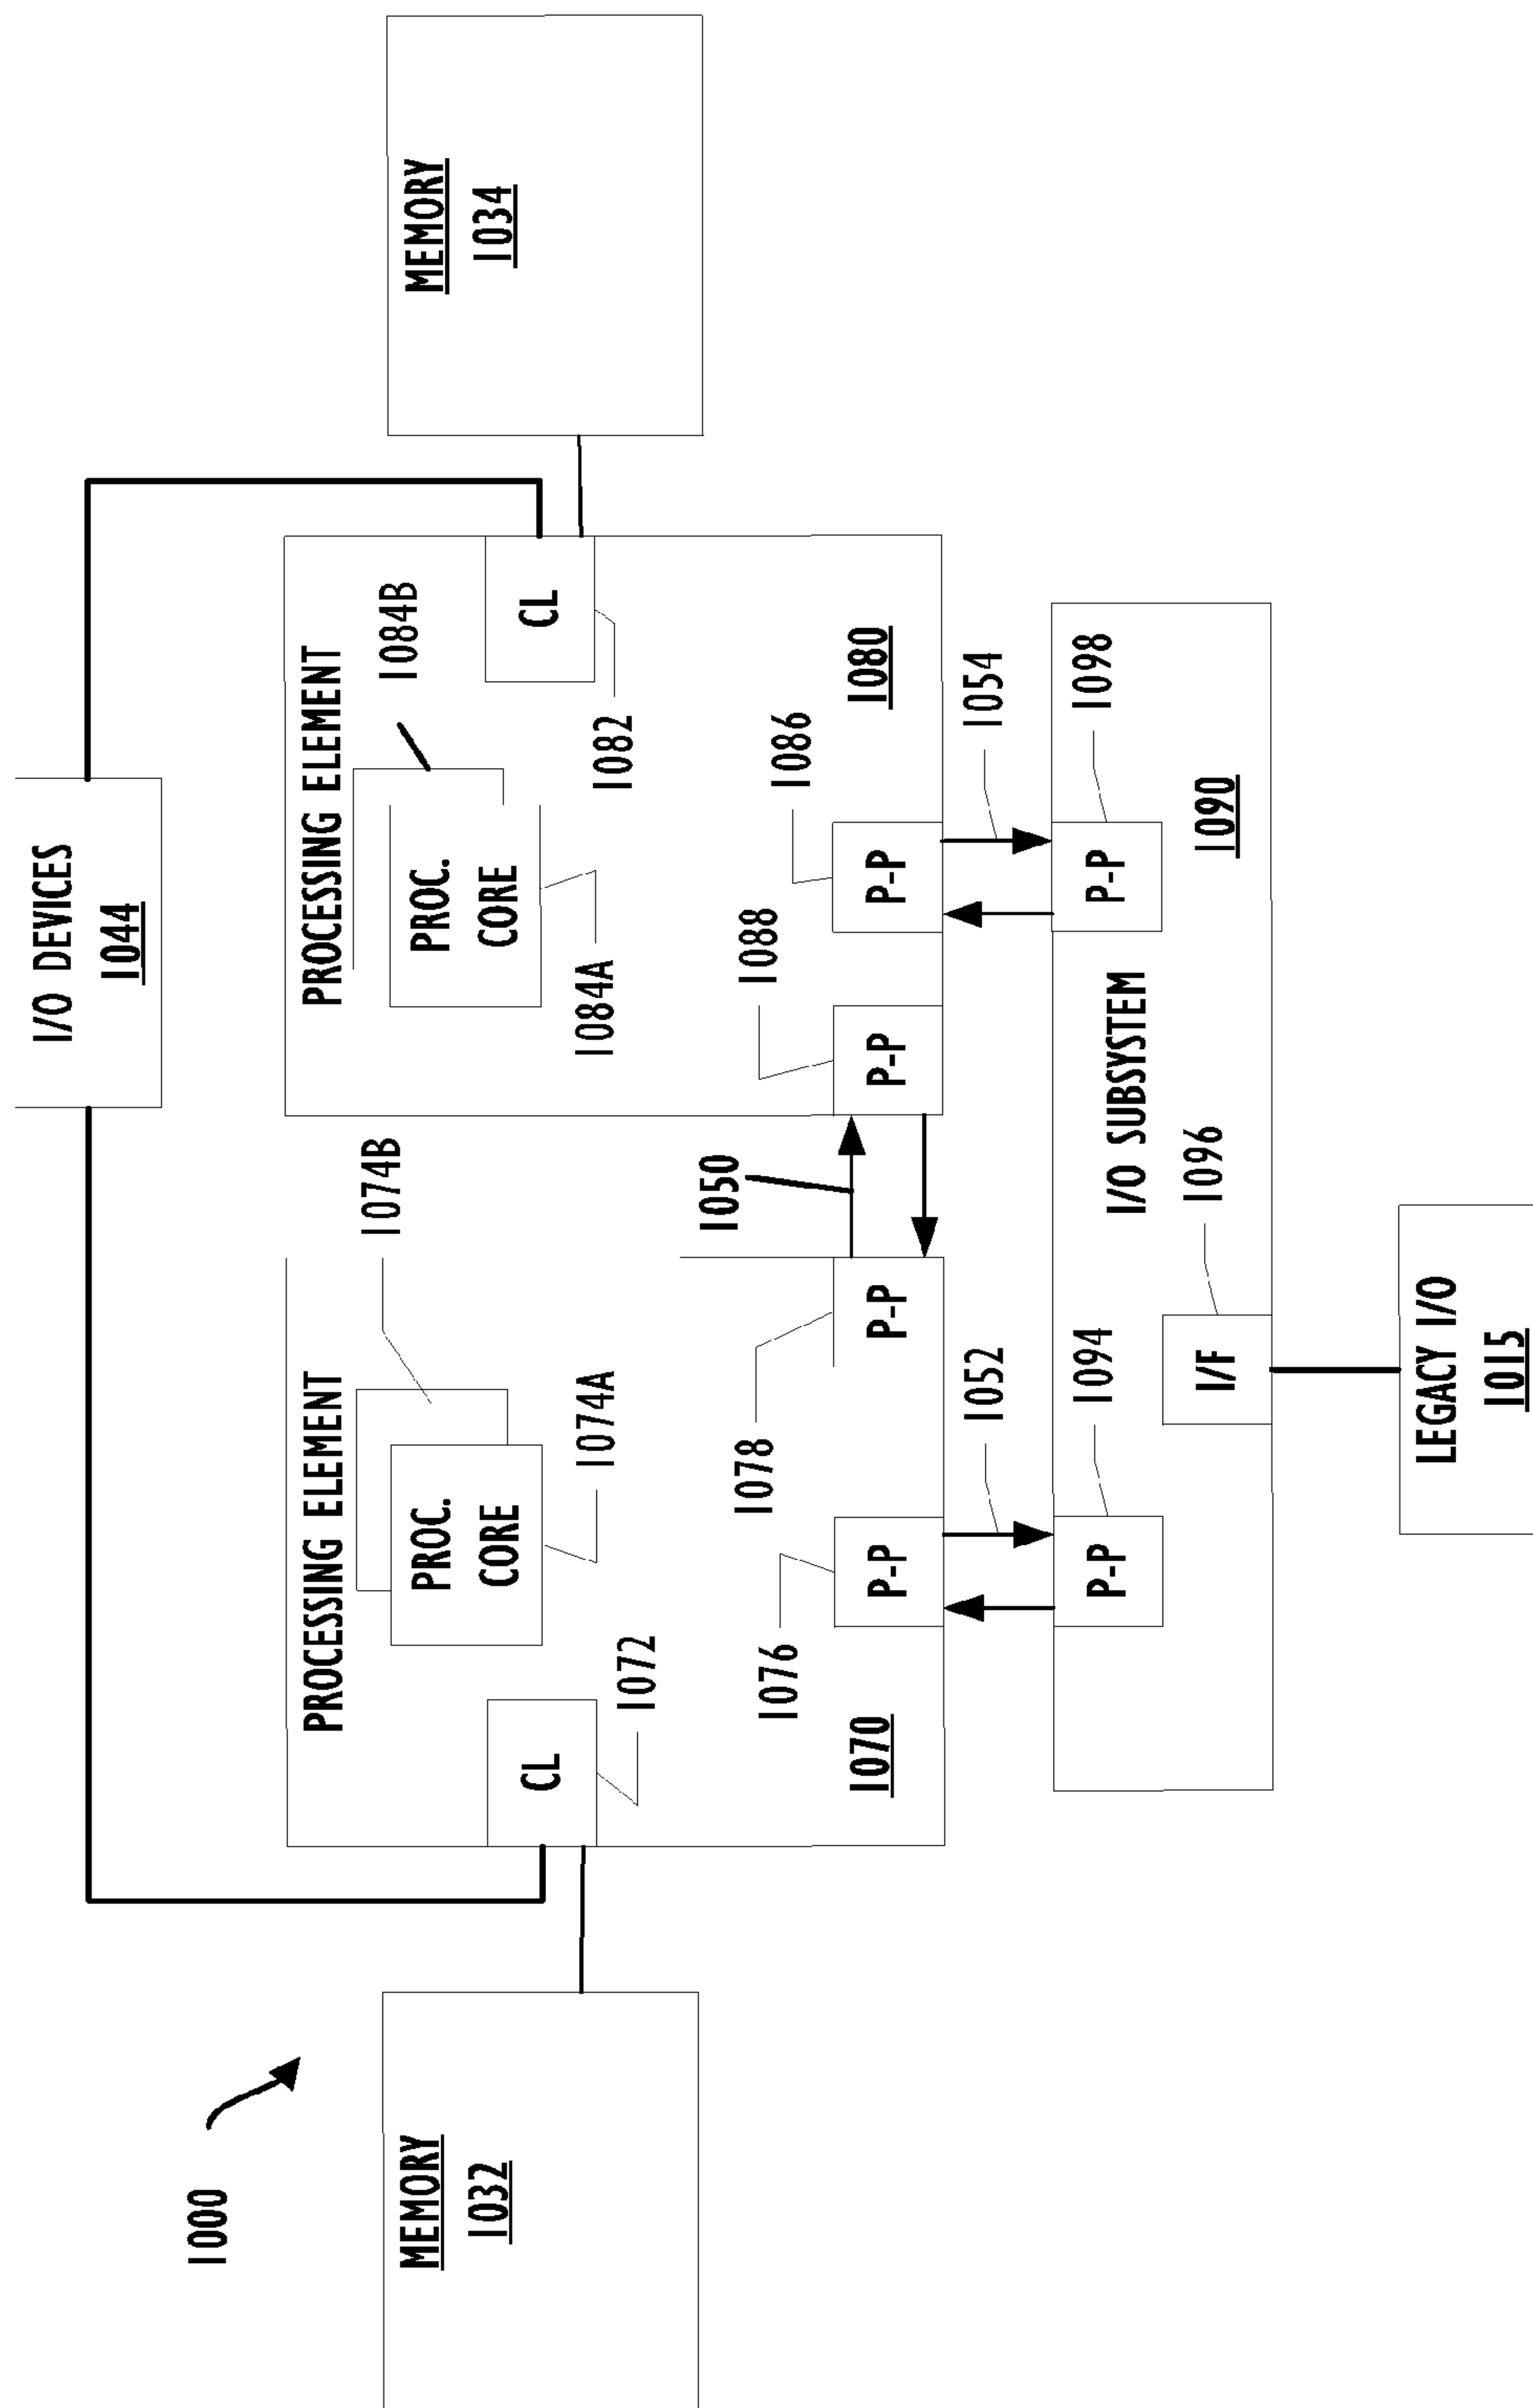 1000
I/O DEVICES
1044
MEMORY
1032
PROCESSING ELEMENT
1074B
PROC.
CORE
1074A
CL
1072
1076
1078
P-P
P-P
1070
1050
PROCESSING ELEMENT
1084B
PROC.
CORE
1084A
CL
1082
1088
1086
P-P
P-P
1080
MEMORY
1034
1052
1054
1094
P-P
I/O SUBSYSTEM
P-P
1098
1096
I/F
1090
LEGACY I/O
1015